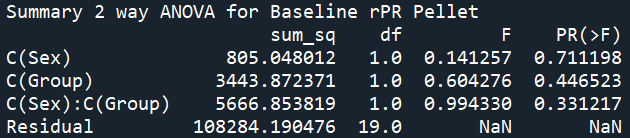 Summary 2 way ANOVA for Baseline rPR Pellet
sum_sq df F PR(>F)
C(Sex) 805.048012 1.0 0.141257 0.711198
C(Group) 3443.872371 1.0 0.604276 0.446523
C(Sex):C(Group) 5666.853819 1.0 0.994330 0.331217
Residual 108284.190476 19.0 NaN NaN